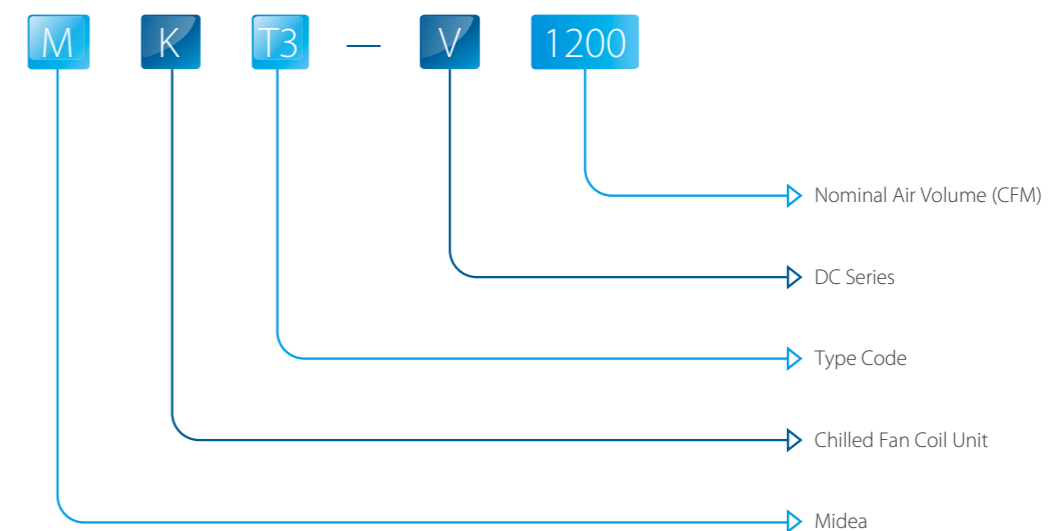 M K T3 — V 1200
Nominal Air Volume (CFM)
DC Series
Type Code
Chilled Fan Coil Unit
Midea